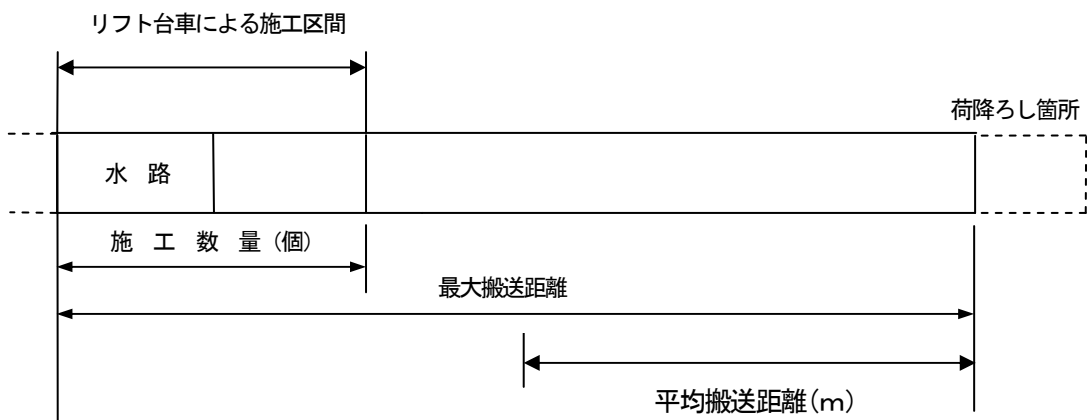 リフト台車による施工区間
荷降ろし箇所
水 路
施 工 数 量（個）
最大搬送距離
平均搬送距離（ｍ）